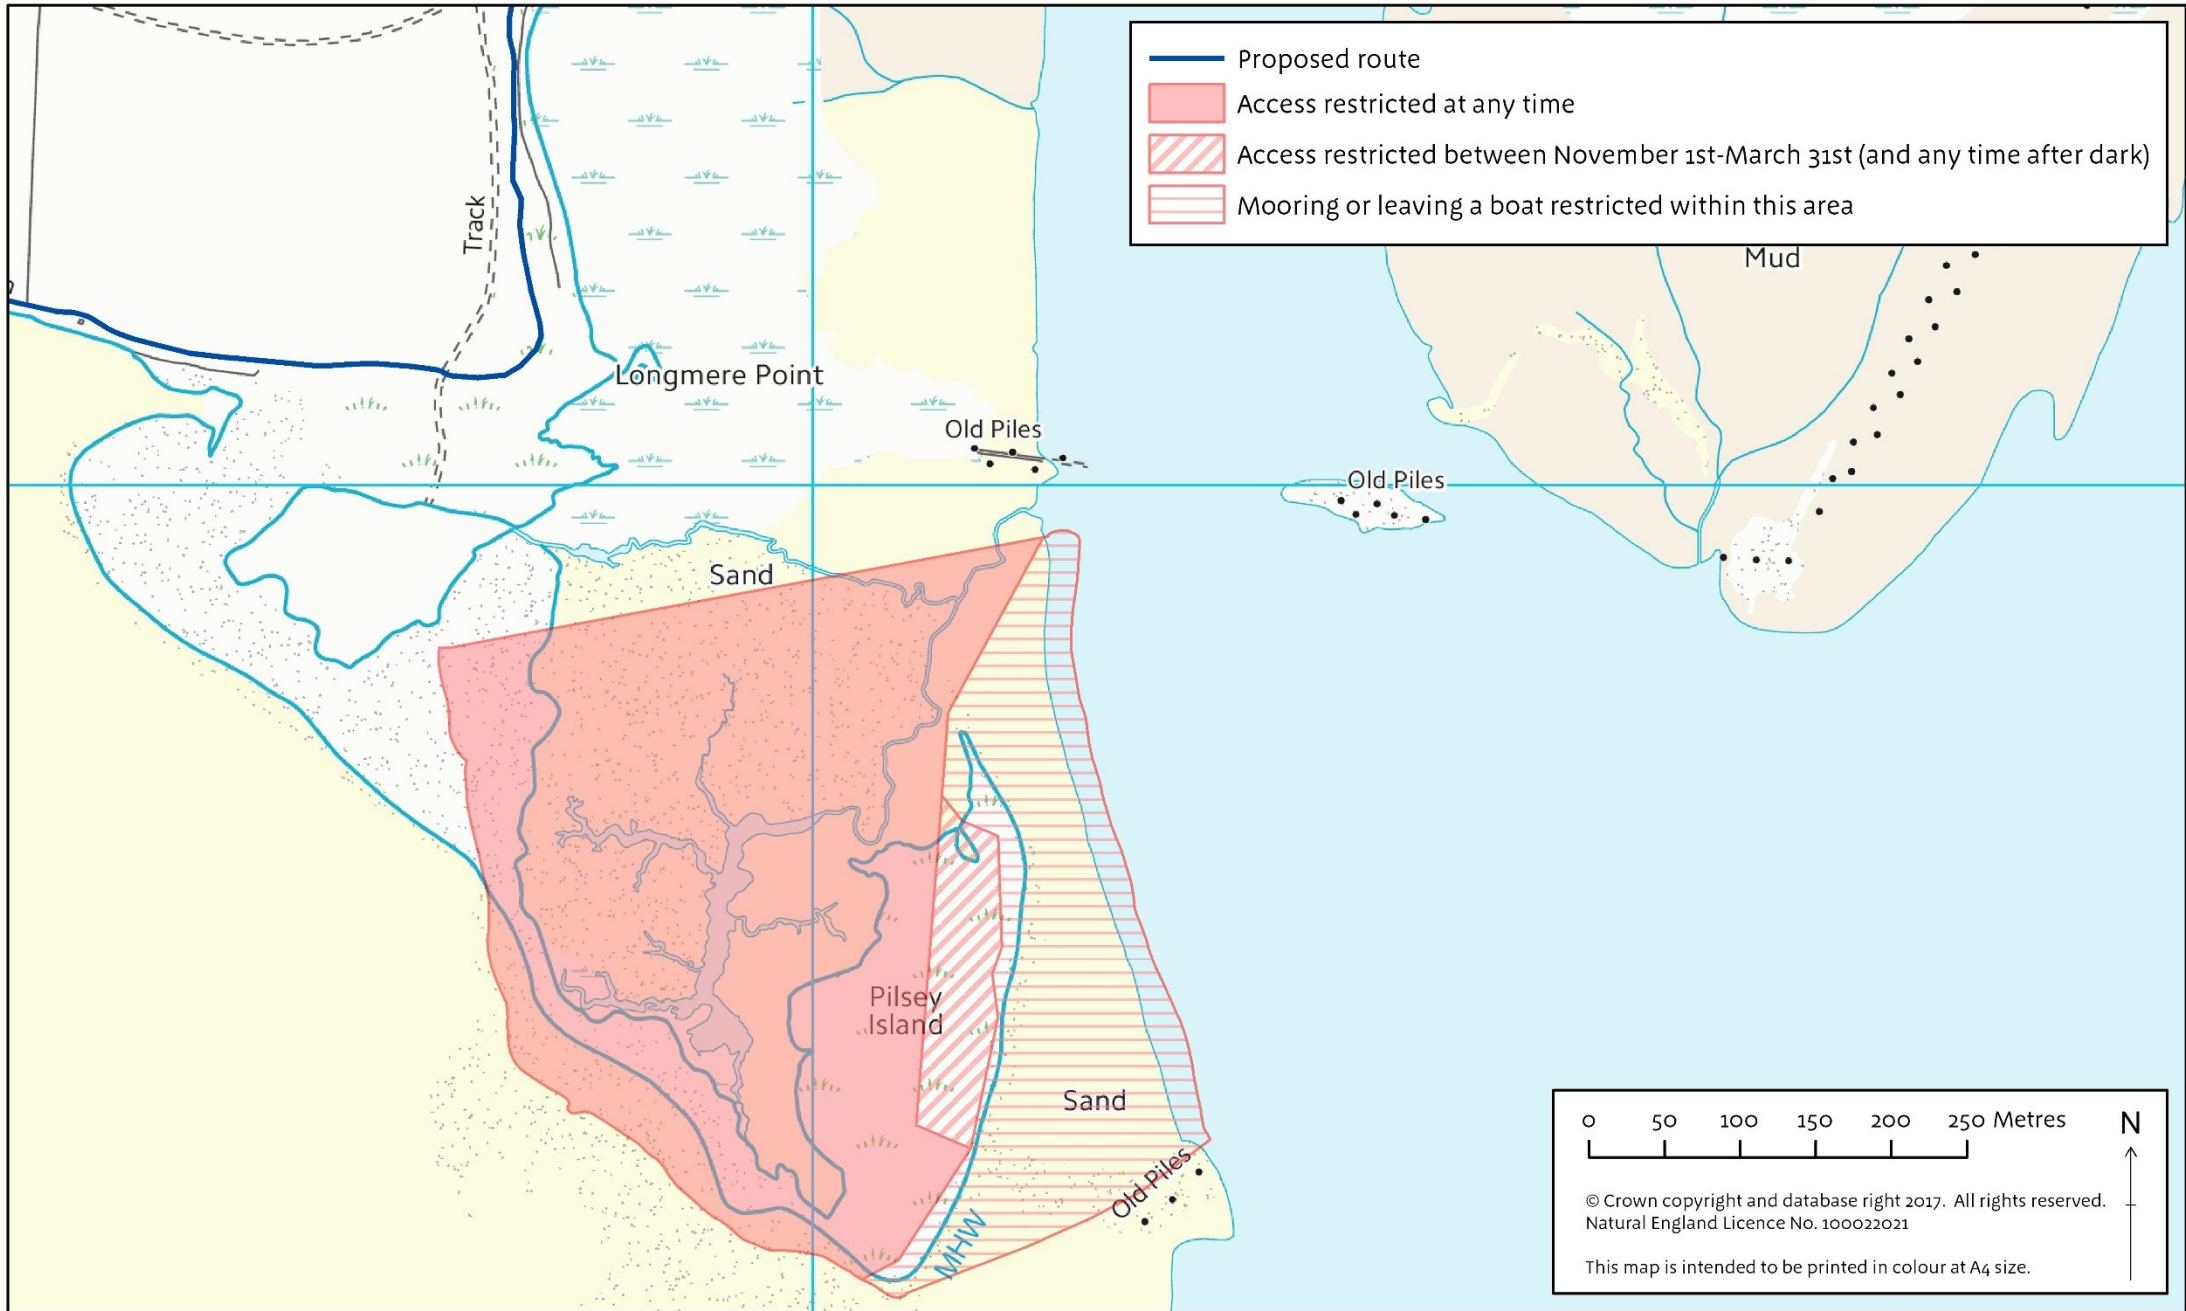 Proposed route
Access restricted at any time
Access restricted between November 1st-March 31st (and any time after dark)
Mooring or leaving a boat restricted within this area
Track
Mud
Longmere Point
Old Piles
Old Piles
Sand
Pilsey
Island
Sand
Old Piles
MHW
0 50 100 150 200 250 Metres
N
© Crown copyright and database right 2017. All rights reserved.
Natural England Licence No. 100022021
This map is intended to be printed in colour at A4 size.